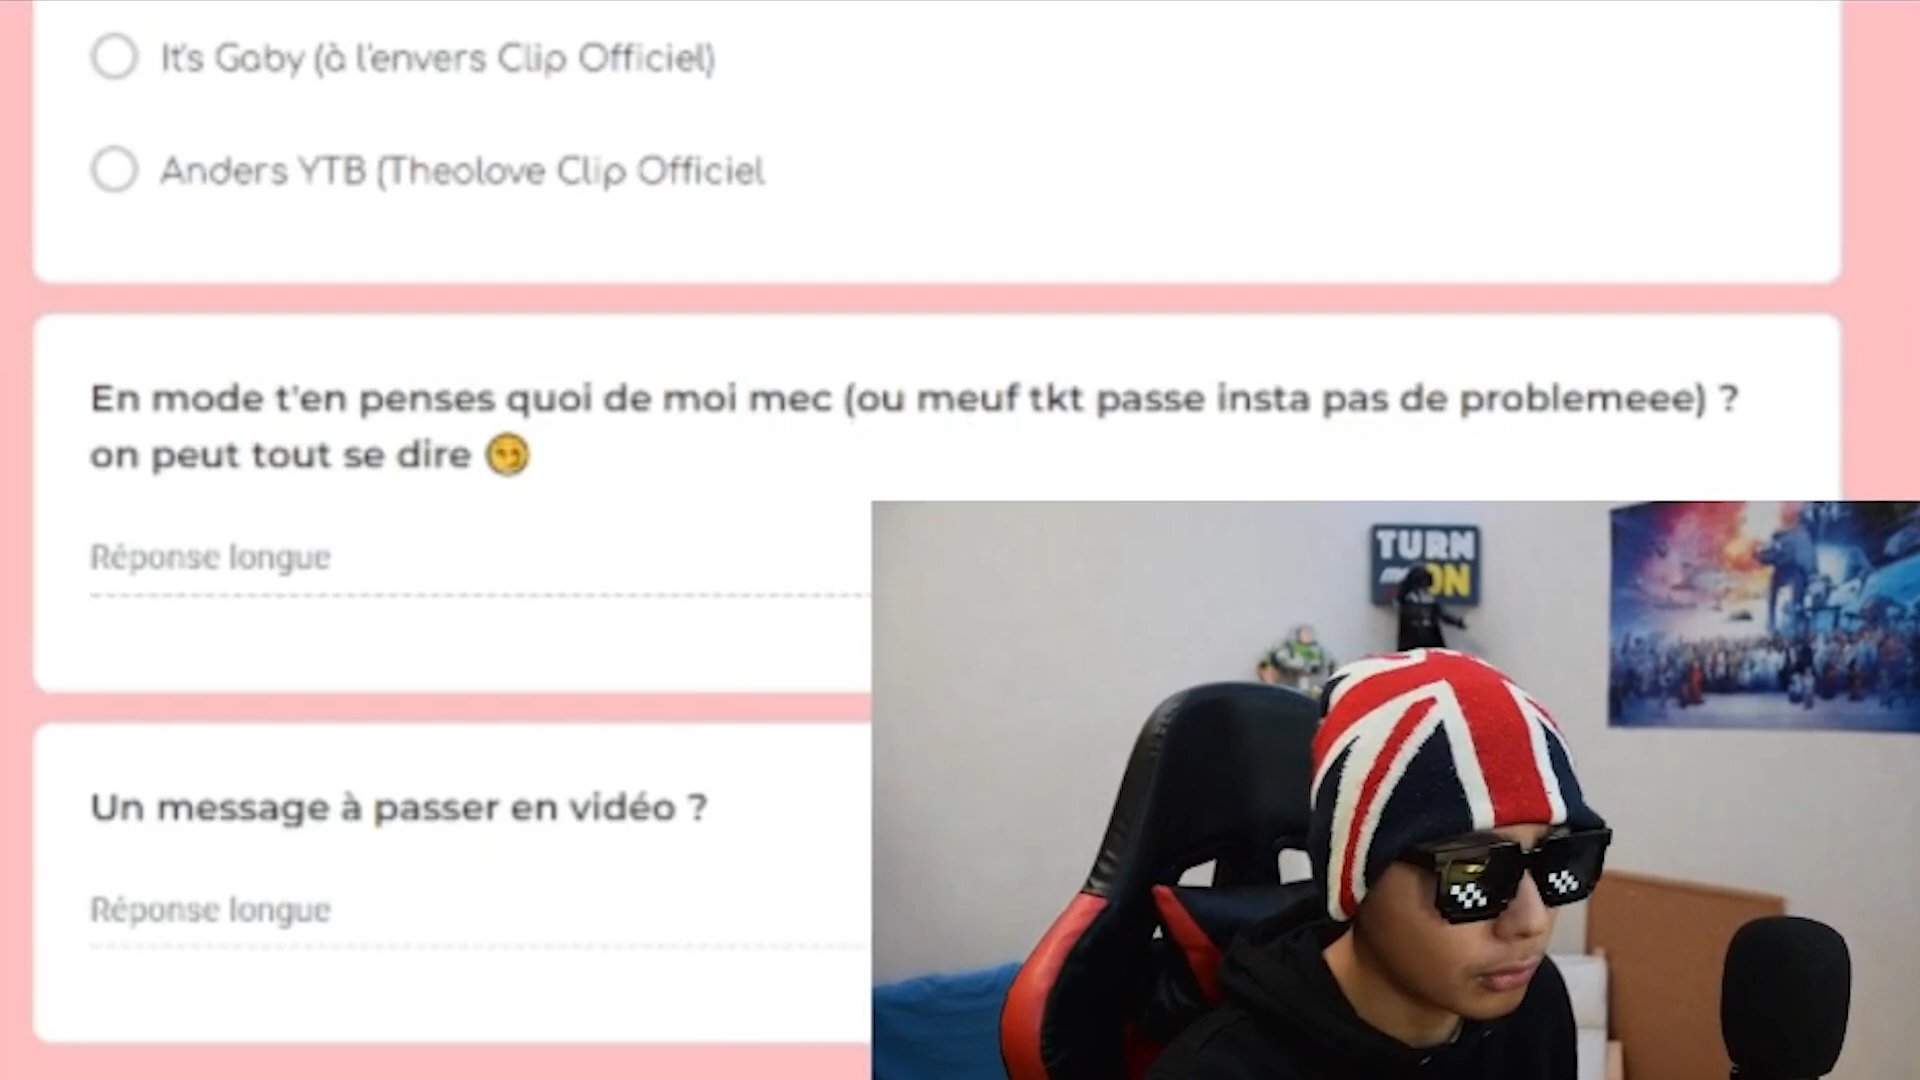 It's Gaby (à l'envers Clip Officiel)
Anders YTB (Theolove Clip Officiel
En mode t'en penses quoi de moi mec (ou meuf tkt passe insta pas de problemeee) ?
on peut tout se dire 😏
Réponse longue
TURN
ON
Un message à passer en vidéo ?
Réponse longue